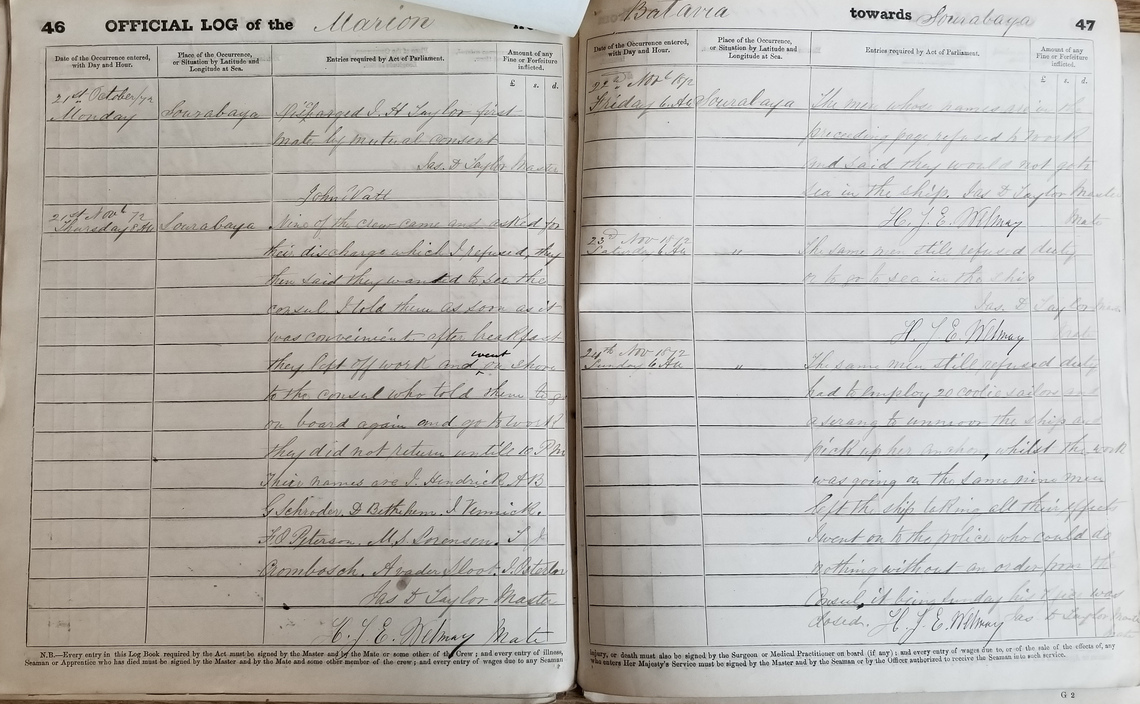 46 OFFICIAL LOG of the Marion
Date of the Occurrence entered, with Day and Hour.
Place of the Occurrence, or Situation by Latitude and Longitude at Sea.
Entries required by Act of Parliament.
Amount of any Fine or Forfeiture inflicted.
£ s. d.
21st October/72
Monday Sourabaya Discharged J. H Taylor first
mate by mutual consent
Jas. D Taylor Master
John Watt
21st Novb 72
Thursday 8 AM Sourabaya Nine of the crew came and asked for
their discharge which I refused, they
then said they wanted to see the
consul. I told them as soon as it
was convinient after breakfast
they left off work and went on shore
to the consul who told them to go
on board again and go to work
they did not return untile 10 PM
Thier names are J. Hendrick A B
G Schroder, D Bethehem. J. Vennick.
F. O Peterson. M. S. Sorensen. T J
Crombosch. A vader Sloot.
Jas D Taylor Master
H. J. E. Welmay Mate
N.B.—Every entry in this Log Book required by the Act must be signed by the Master and by the Mate or some other of the Crew; and every entry of illness,
Seaman or Apprentice who has died must be signed by the Master and by the Mate and some other member of the crew; and every entry of wages due to any Seaman
Batavia towards Sourabaya 47
Date of the Occurrence entered, with Day and Hour.
Place of the Occurrence, or Situation by Latitude and Longitude at Sea.
Entries required by Act of Parliament.
Amount of any Fine or Forfeiture inflicted.
£ s. d.
22nd Novb 1872
Friday 6 AM Sourabaya The men whose names are in the
preceeding page refused to work
and said they would not go to
sea in the ship. Jas D Taylor Master
H. J. E. Welmay Mate
23d Nov 1872
Saturday 6 AM " The same men still refused duty
or to go to sea in the ship
Jas. D Taylor Master
H. J. E. Welmay Mate
24th Nov 1872
Sunday 6 AM " The same men still refused duty
had to employ 20 coolie sailors and
a serang to unmoor the ship and
pick up her anchor, whilst the work
was going on the same nine men
left the ship taking all their effects
I went on to the police who could do
nothing without an order from the
Consul, it being Sunday his office was
closed. H. J. E. Welmay Jas D Taylor Master
Mate
injury, or death must also be signed by the Surgeon or Medical Practitioner on board (if any); and every entry of wages due to, or of the sale of the effects of, any
who enters Her Majesty's Service must be signed by the Master and by the Seaman or by the Officer authorized to receive the Seaman into such service.
G 2